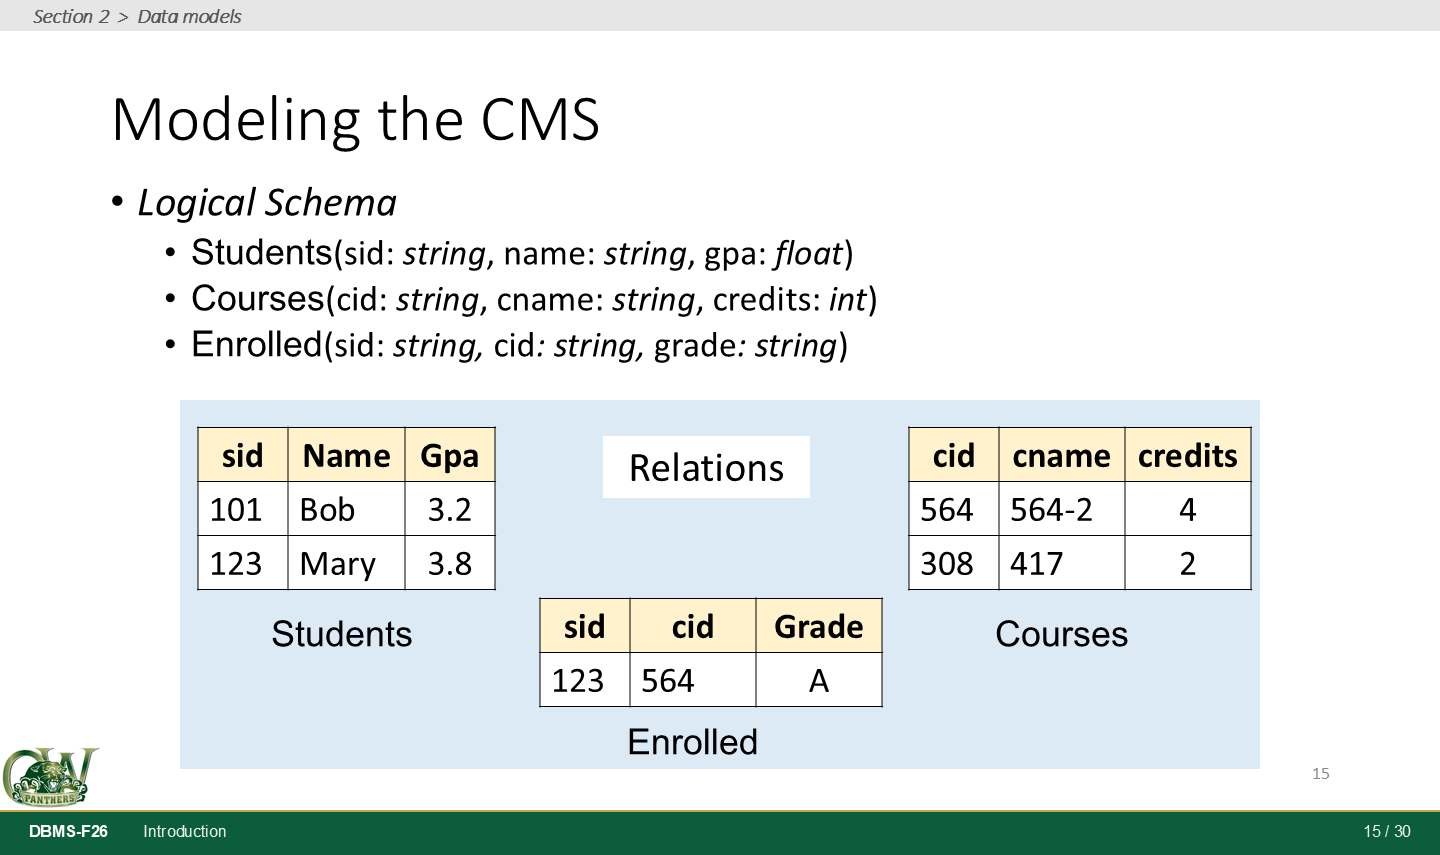 Section 2 > Data models
Modeling the CMS
• Logical Schema
• Students(sid: string, name: string, gpa: float)
• Courses(cid: string, cname: string, credits: int)
• Enrolled(sid: string, cid: string, grade: string)
sid Name Gpa
101 Bob 3.2
123 Mary 3.8
Students
Relations
cid cname credits
564 564-2 4
308 417 2
Courses
sid cid Grade
123 564 A
Enrolled
15
PANTHERS
DBMS-F26 Introduction 15 / 30